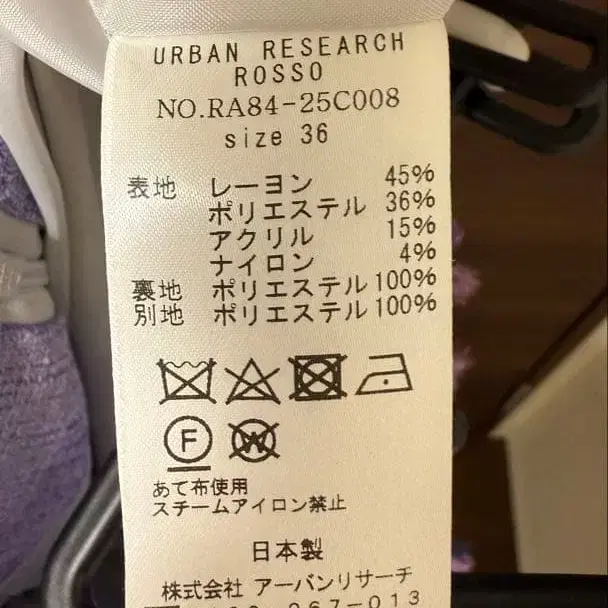 URBAN RESEARCH
ROSSO
NO.RA84-25C008
size 36
表地 レーヨン 45%
ポリエステル 36%
アクリル 15%
ナイロン 4%
裏地 ポリエステル 100%
別地 ポリエステル 100%
F W
あて布使用
スチームアイロン禁止
日本製
株式会社 アーバンリサーチ
967-013